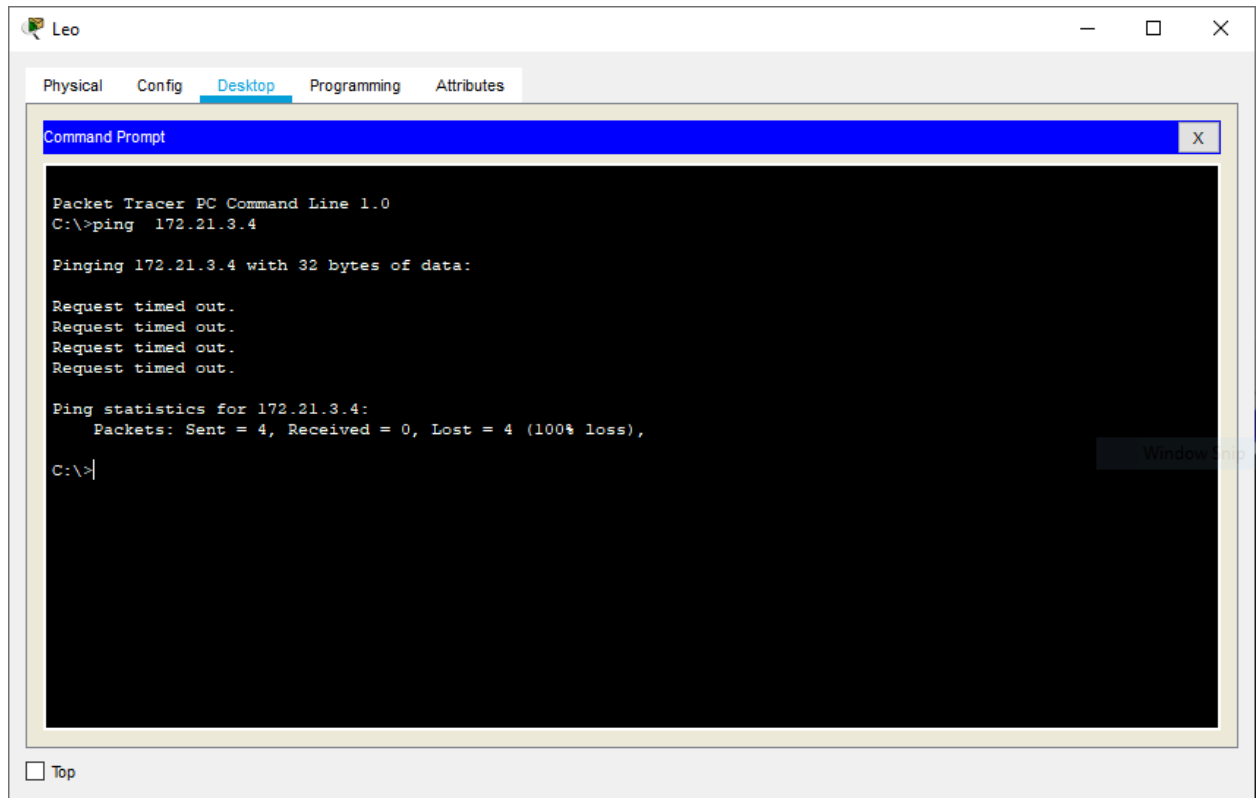 Leo
Physical Config Desktop Programming Attributes
Command Prompt
X
Packet Tracer PC Command Line 1.0
C:\>ping  172.21.3.4
Pinging 172.21.3.4 with 32 bytes of data:
Request timed out.
Request timed out.
Request timed out.
Request timed out.
Ping statistics for 172.21.3.4:
    Packets: Sent = 4, Received = 0, Lost = 4 (100% loss),
Window Snip
C:\>
Top